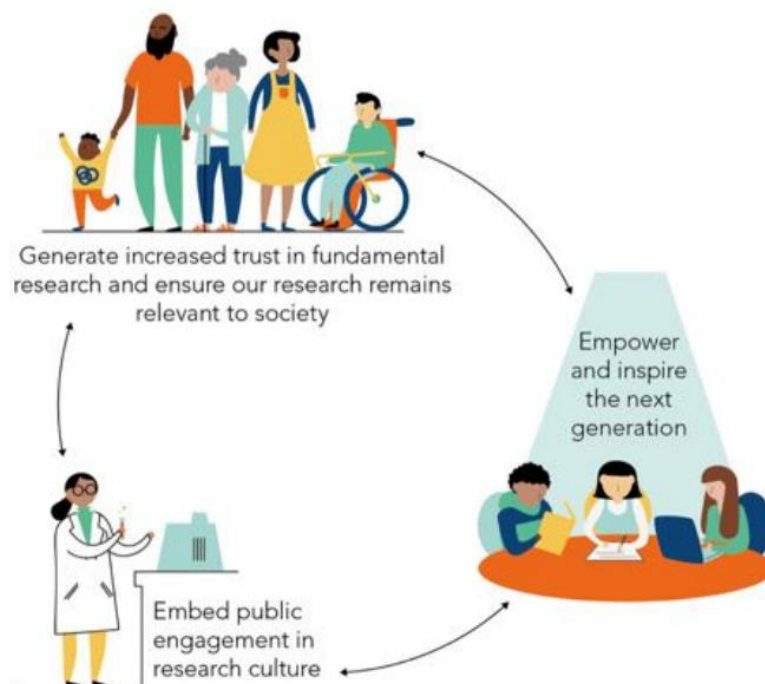 Generate increased trust in fundamental
research and ensure our research remains
relevant to society
Empower
and inspire
the next
generation
Embed public
engagement in
research culture